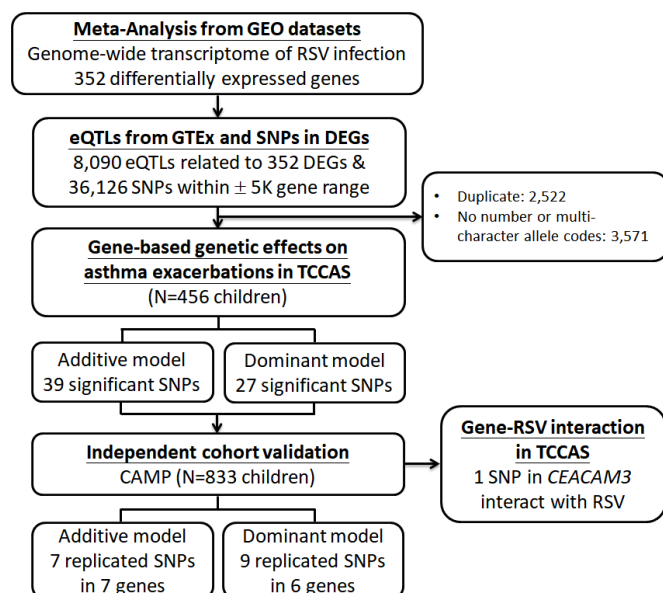 Meta-Analysis from GEO datasets
Genome-wide transcriptome of RSV infection
352 differentially expressed genes
eQTLs from GTEx and SNPs in DEGs
8,090 eQTLs related to 352 DEGs &
36,126 SNPs within ± 5K gene range
• Duplicate: 2,522
• No number or multi-
character allele codes: 3,571
Gene-based genetic effects on
asthma exacerbations in TCCAS
(N=456 children)
Additive model
39 significant SNPs
Dominant model
27 significant SNPs
Independent cohort validation
CAMP (N=833 children)
Gene-RSV interaction
in TCCAS
1 SNP in CEACAM3
interact with RSV
Additive model
7 replicated SNPs
in 7 genes
Dominant model
9 replicated SNPs
in 6 genes